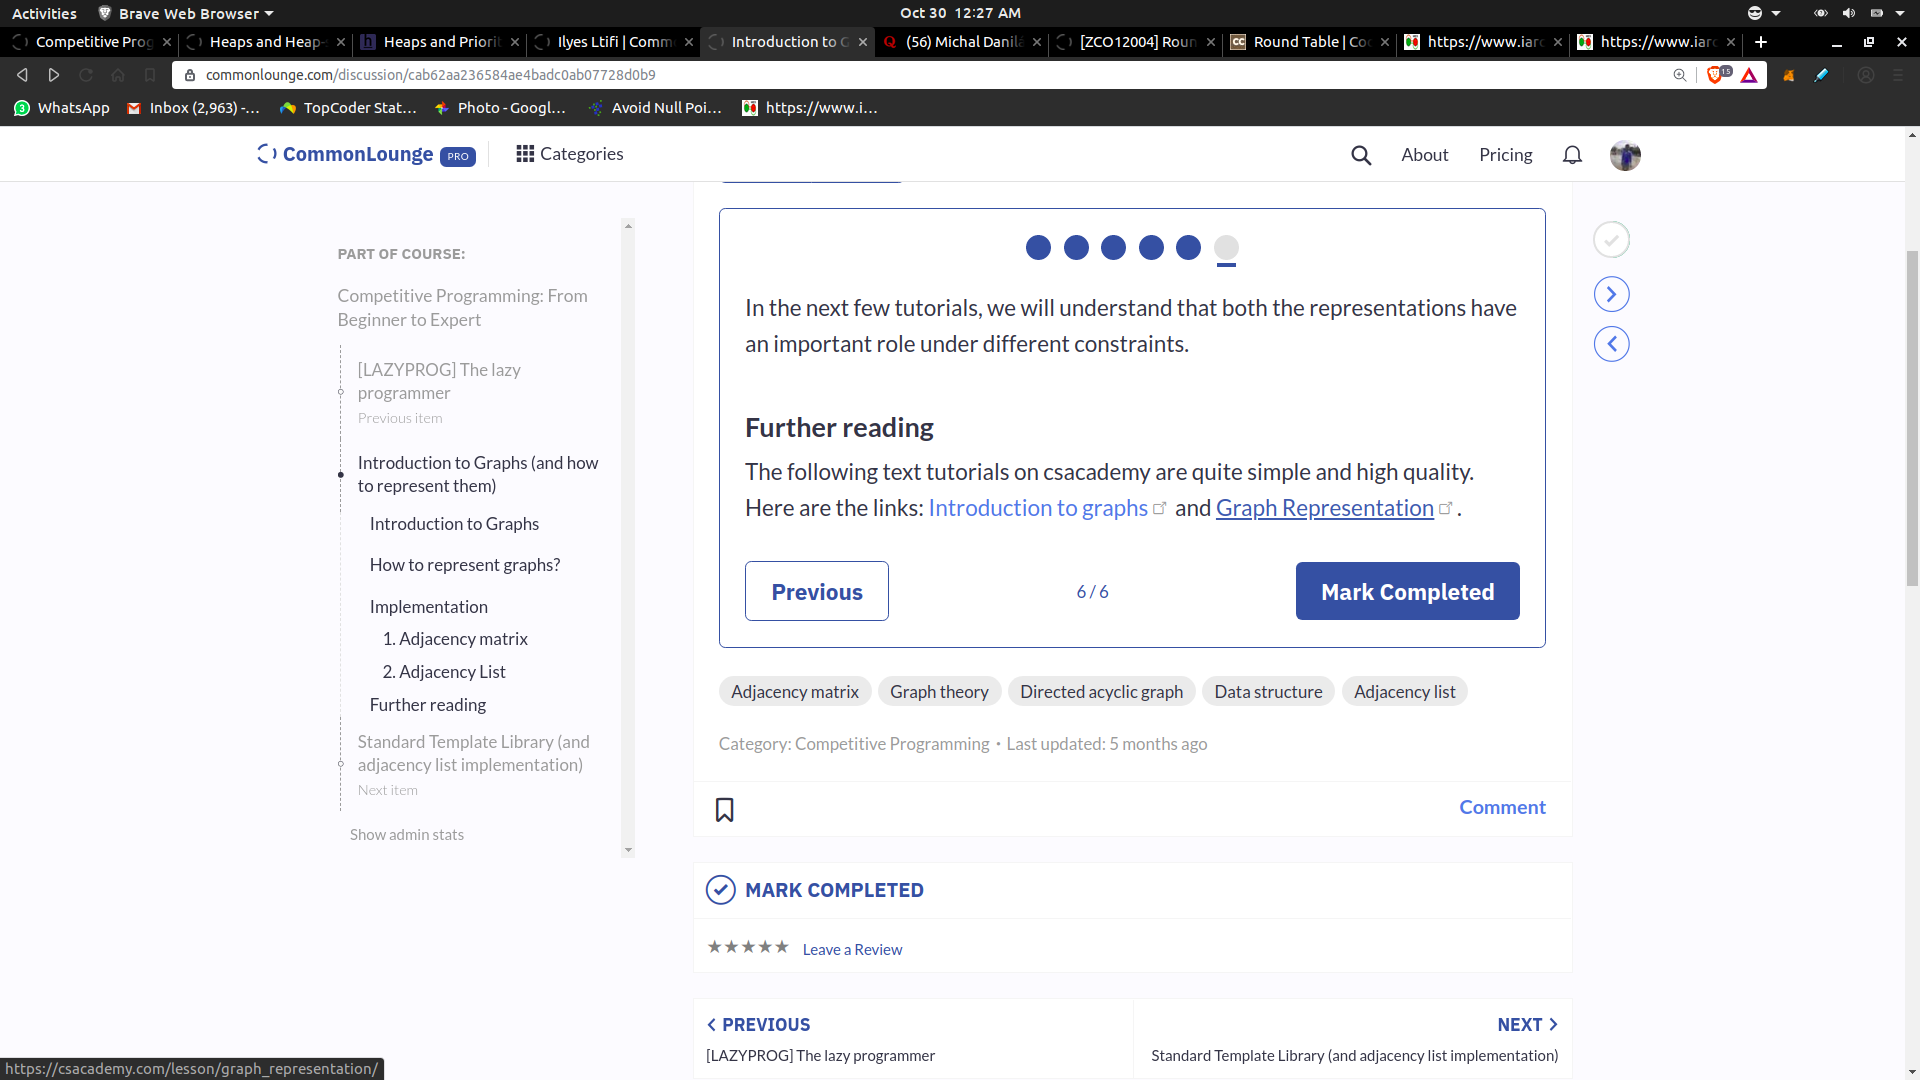 Activities
Brave Web Browser
Oct 30 12:27 AM
Competitive Prog
Heaps and Heap-
Heaps and Priori
Ilyes Ltifi | Comm
Introduction to G
(56) Michal Danilá
[ZCO12004] Roun
Round Table | Co
https://www.iarc
https://www.iarc
commonlounge.com/discussion/cab62aa236584ae4badc0ab07728d0b9
15
WhatsApp
Inbox (2,963) -...
TopCoder Stat...
Photo - Googl...
Avoid Null Poi...
https://www.i...
CommonLounge PRO
Categories
About
Pricing
PART OF COURSE:
Competitive Programming: From
Beginner to Expert
[LAZYPROG] The lazy
programmer
Previous item
Introduction to Graphs (and how
to represent them)
Introduction to Graphs
How to represent graphs?
Implementation
1. Adjacency matrix
2. Adjacency List
Further reading
Standard Template Library (and
adjacency list implementation)
Next item
Show admin stats
In the next few tutorials, we will understand that both the representations have
an important role under different constraints.
Further reading
The following text tutorials on csacademy are quite simple and high quality.
Here are the links: Introduction to graphs and Graph Representation .
Previous
6 / 6
Mark Completed
Adjacency matrix
Graph theory
Directed acyclic graph
Data structure
Adjacency list
Category: Competitive Programming • Last updated: 5 months ago
Comment
MARK COMPLETED
★★★★★ Leave a Review
PREVIOUS
[LAZYPROG] The lazy programmer
NEXT
Standard Template Library (and adjacency list implementation)
https://csacademy.com/lesson/graph_representation/